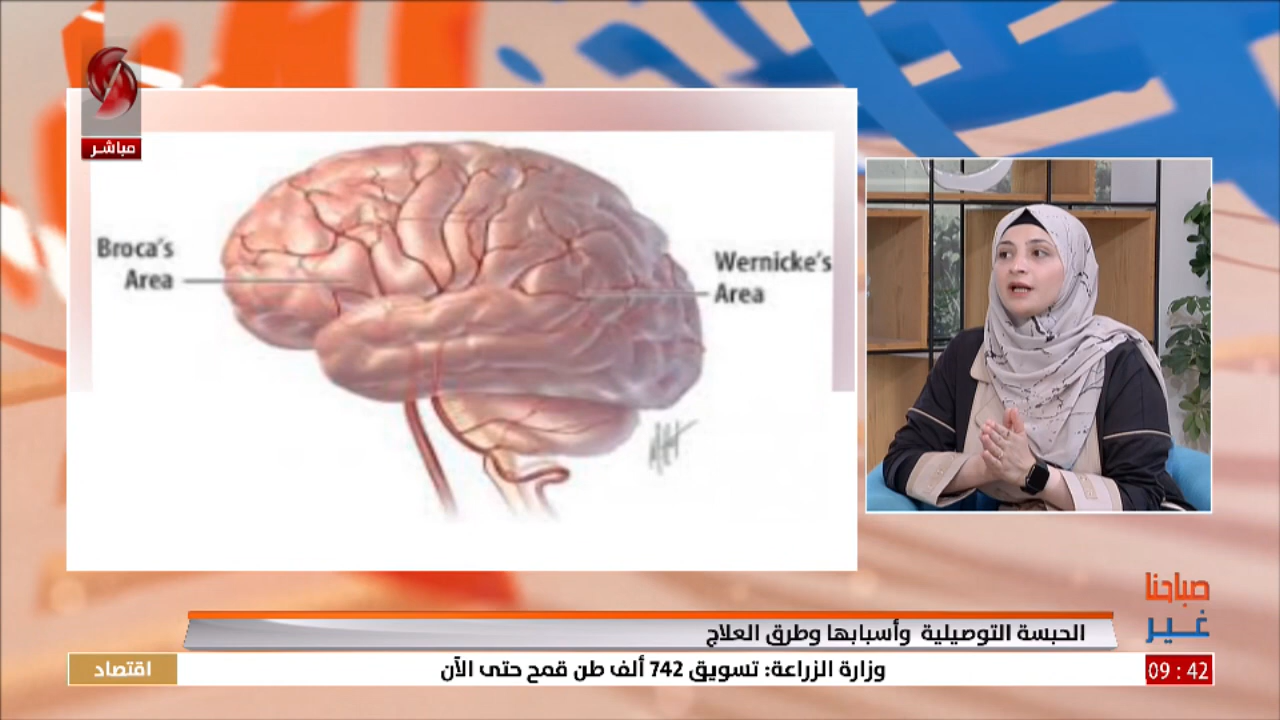 مباشر
Broca's
Area
Wernicke's
Area
صباحنا
غير
الحبسة التوصيلية وأسبابها وطرق العلاج
اقتصاد
وزارة الزراعة: تسويق 742 ألف طن قمح حتى الآن
09 : 42